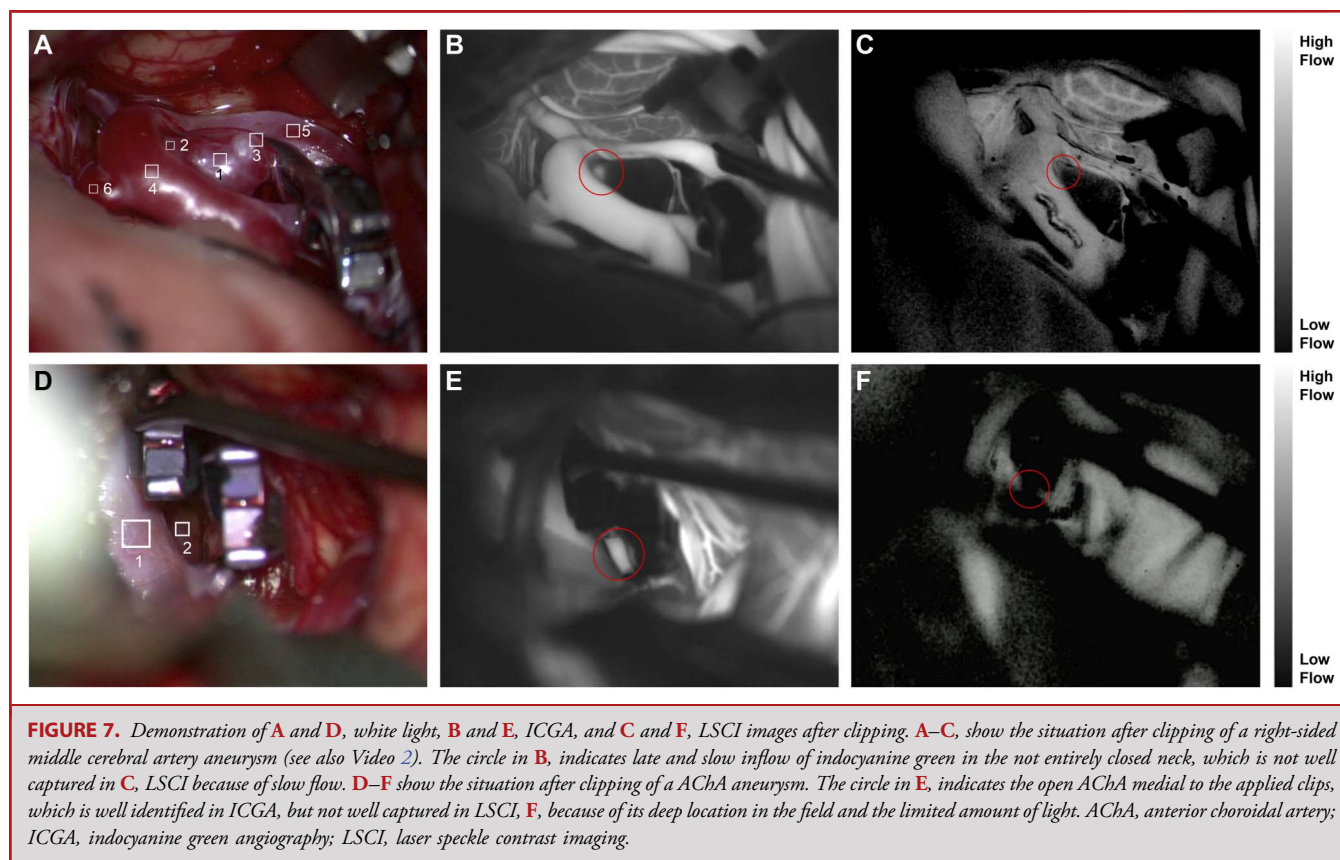 A
B
C
High
Flow
5
3
2
1
4
6
Low
Flow
D
E
F
High
Flow
1
2
Low
Flow
FIGURE 7. Demonstration of A and D, white light, B and E, ICGA, and C and F, LSCI images after clipping. A–C, show the situation after clipping of a right-sided
middle cerebral artery aneurysm (see also Video 2). The circle in B, indicates late and slow inflow of indocyanine green in the not entirely closed neck, which is not well
captured in C, LSCI because of slow flow. D–F show the situation after clipping of a AChA aneurysm. The circle in E, indicates the open AChA medial to the applied clips,
which is well identified in ICGA, but not well captured in LSCI, F, because of its deep location in the field and the limited amount of light. AChA, anterior choroidal artery;
ICGA, indocyanine green angiography; LSCI, laser speckle contrast imaging.